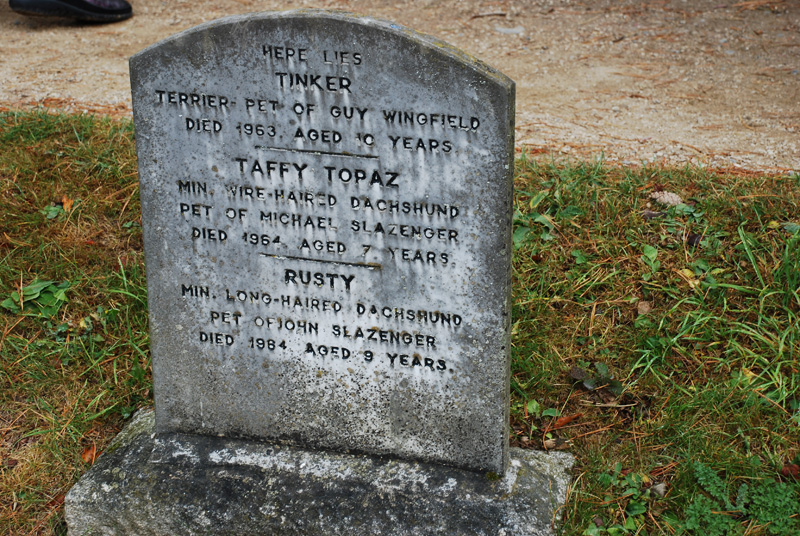 HERE LIES
TINKER
TERRIER- PET OF GUY WINGFIELD
DIED 1963. AGED 10 YEARS.
TAFFY TOPAZ
MIN. WIRE-HAIRED DACHSHUND
PET OF MICHAEL SLAZENGER
DIED 1964. AGED 7 YEARS.
RUSTY
MIN. LONG-HAIRED DACHSHUND
PET OF JOHN SLAZENGER
DIED 1964. AGED 9 YEARS.